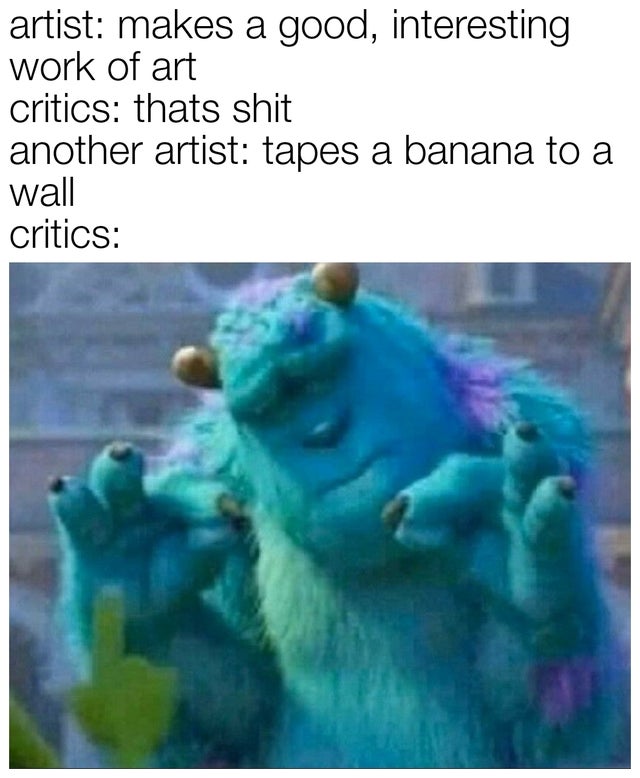 artist: makes a good, interesting
work of art
critics: thats shit
another artist: tapes a banana to a
wall
critics: